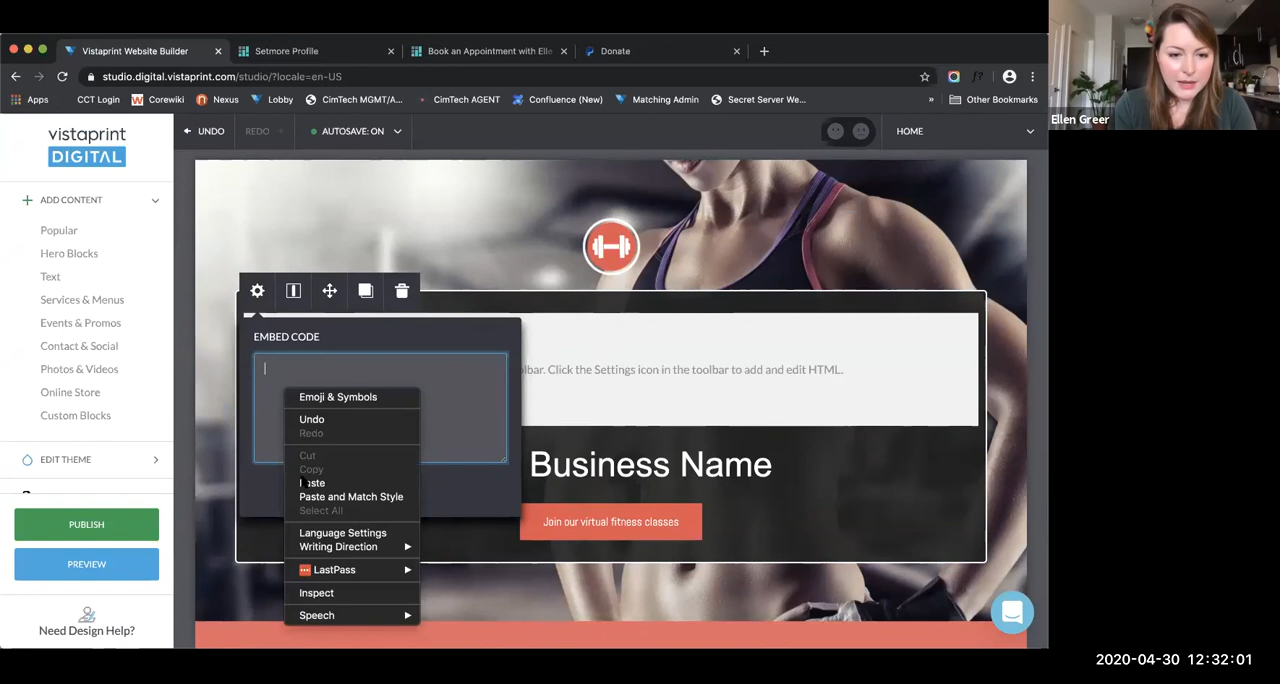 Vistaprint Website Builder
Setmore Profile
Book an Appointment with Elle
Donate
studio.digital.vistaprint.com/studio/?locale=en-US
Apps
CCT Login
Corewiki
Nexus
Lobby
CimTech MGMT/A...
CimTech AGENT
Confluence (New)
Matching Admin
Secret Server We...
»
Other Bookmarks
Ellen Greer
vistaprint
DIGITAL
UNDO
REDO
AUTOSAVE: ON
HOME
ADD CONTENT
Popular
Hero Blocks
Text
Services & Menus
Events & Promos
Contact & Social
Photos & Videos
Online Store
Custom Blocks
EDIT THEME
PUBLISH
PREVIEW
Need Design Help?
EMBED CODE
Emoji & Symbols
Undo
Redo
Cut
Copy
Paste
Paste and Match Style
Select All
Language Settings
Writing Direction
LastPass
Inspect
Speech
olbar. Click the Settings icon in the toolbar to add and edit HTML.
Business Name
Join our virtual fitness classes
2020-04-30 12:32:01